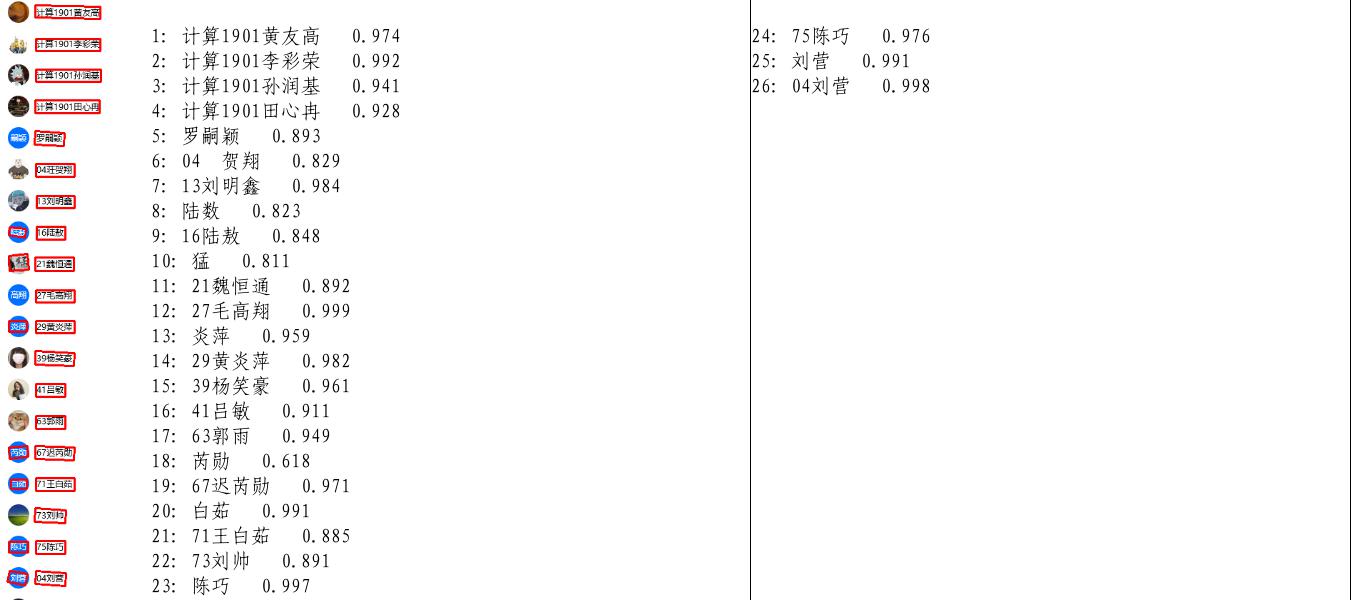 计算1901黄友高
计算1901李彩荣
计算1901孙润基
计算1901田心冉
嗣颖 罗嗣颖
04汪贺翔
13刘明鑫
陆敖 16陆敖
21魏恒通
高翔 27毛高翔
炎萍 29黄炎萍
39杨笑豪
41吕敏
63郭雨
芮勋 67迟芮勋
白茹 71王白茹
73刘帅
陈巧 75陈巧
刘营 04刘营
1: 计算1901黄友高 0.974
2: 计算1901李彩荣 0.992
3: 计算1901孙润基 0.941
4: 计算1901田心冉 0.928
5: 罗嗣颖 0.893
6: 04 贺翔 0.829
7: 13刘明鑫 0.984
8: 陆数 0.823
9: 16陆敖 0.848
10: 猛 0.811
11: 21魏恒通 0.892
12: 27毛高翔 0.999
13: 炎萍 0.959
14: 29黄炎萍 0.982
15: 39杨笑豪 0.961
16: 41吕敏 0.911
17: 63郭雨 0.949
18: 芮勋 0.618
19: 67迟芮勋 0.971
20: 白茹 0.991
21: 71王白茹 0.885
22: 73刘帅 0.891
23: 陈巧 0.997
24: 75陈巧 0.976
25: 刘营 0.991
26: 04刘营 0.998